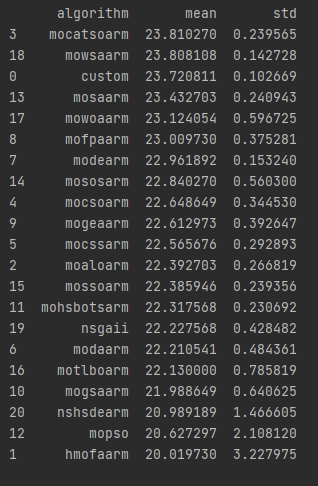 algorithm mean std
3 mocatsoarm 23.810270 0.239565
18 mowsaarm 23.808108 0.142728
0 custom 23.720811 0.102669
13 mosaarm 23.432703 0.240943
17 mowoaarm 23.124054 0.596725
8 mofpaarm 23.009730 0.375281
7 modearm 22.961892 0.153240
14 mososarm 22.840270 0.560300
4 mocsoarm 22.648649 0.344530
9 mogeaarm 22.612973 0.392647
5 mocssarm 22.565676 0.292893
2 moaloarm 22.392703 0.266819
15 mossoarm 22.385946 0.239356
11 mohsbotsarm 22.317568 0.230692
19 nsgaii 22.227568 0.428482
6 modaarm 22.210541 0.484361
16 motlboarm 22.130000 0.785819
10 mogsaarm 21.988649 0.640625
20 nshsdearm 20.989189 1.466605
12 mopso 20.627297 2.108120
1 hmofaarm 20.019730 3.227975